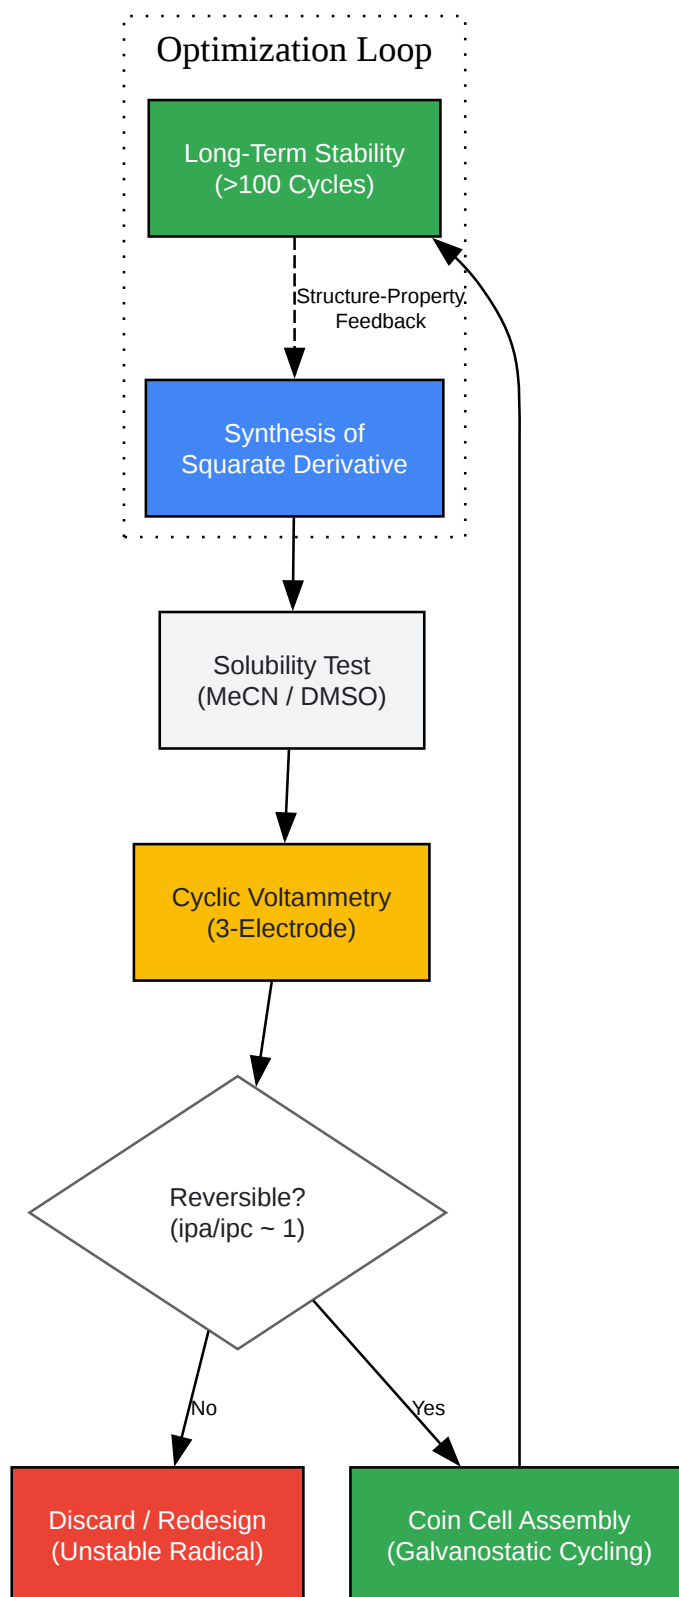 Optimization Loop
Long-Term Stability
(>100 Cycles)
Structure-Property
Feedback
Synthesis of
Squarate Derivative
Solubility Test
(MeCN / DMSO)
Cyclic Voltammetry
(3-Electrode)
Reversible?
(ipa/ipc ~ 1)
No
Yes
Discard / Redesign
(Unstable Radical)
Coin Cell Assembly
(Galvanostatic Cycling)